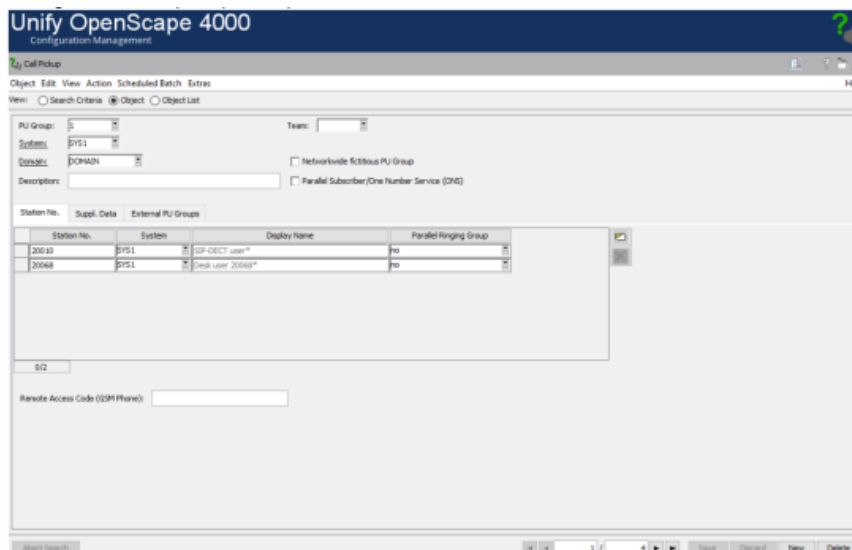 Unify OpenScape 4000
Configuration Management
Call Pickup
Object Edit View Action Scheduled Batch Extras
View: Search Criteria Object Object List
PU Group: 1 Team:
System: SYS1
Domain: DOMAIN Networkwide fictitious PU Group
Description: Parallel Subscriber/One Number Service (ONS)
Station No. Suppl. Data External PU Groups
Station No. System Display Name Parallel Ringing Group
20010 SYS1 SIP-DECT user* no
20068 SYS1 Desk user 20068* no
0/2
Remote Access Code (GSM Phone):
Abort Search 1 / 4 Save Discard New Delete